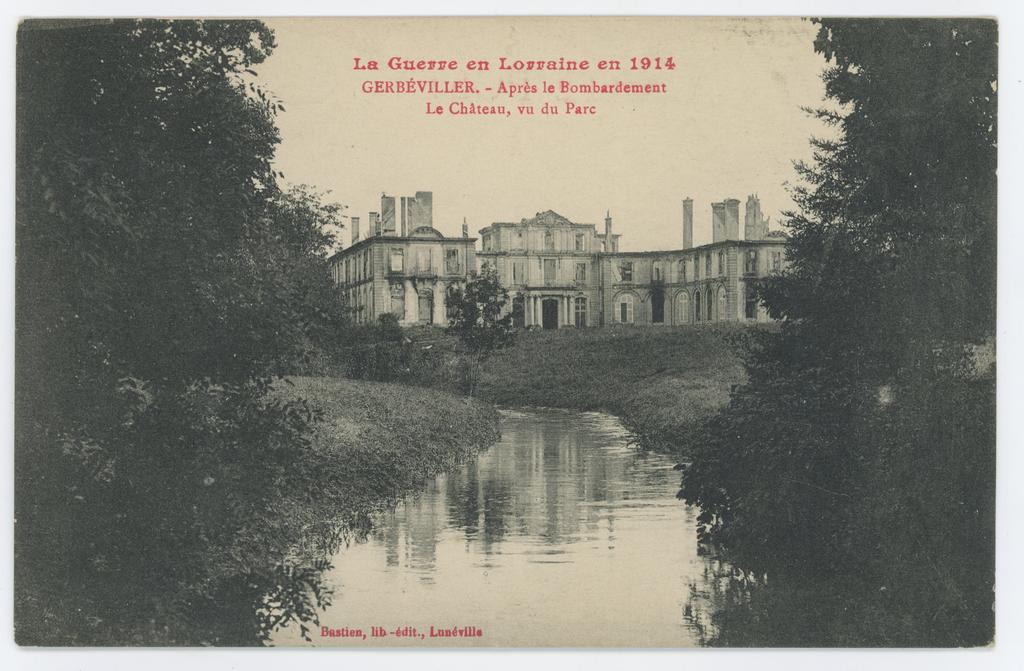 La Guerre en Lorraine en 1914
GERBÉVILLER. - Après le Bombardement
Le Château, vu du Parc
Bastien, lib.-édit., Lunéville